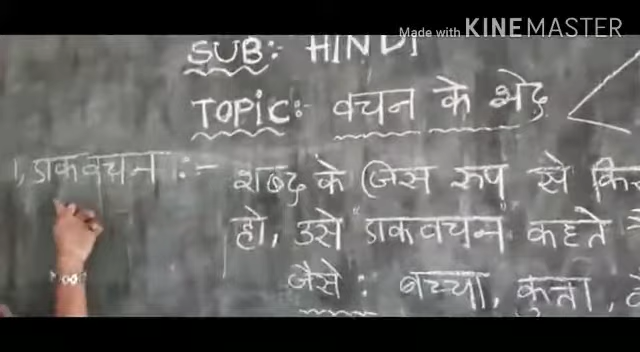 Made with KINEMASTER
SUB:- HINDI
TOPIC:- वचन के भेद
1, एकवचन :- शब्द के जिस रूप से
हो, उसे "एकवचन" कहते
जैसे : बच्चा, कुत्ता,